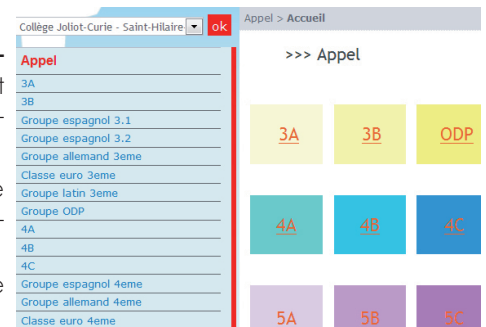 Collège Joliot-Curie - Saint-Hilaire- ok
Appel
3A
3B
Groupe espagnol 3.1
Groupe espagnol 3.2
Groupe allemand 3eme
Classe euro 3eme
Groupe latin 3eme
Groupe ODP
4A
4B
4C
Groupe espagnol 4eme
Groupe allemand 4eme
Classe euro 4eme
Appel > Accueil
>>> Appel
3A 3B ODP
4A 4B 4C
5A 5B 5C